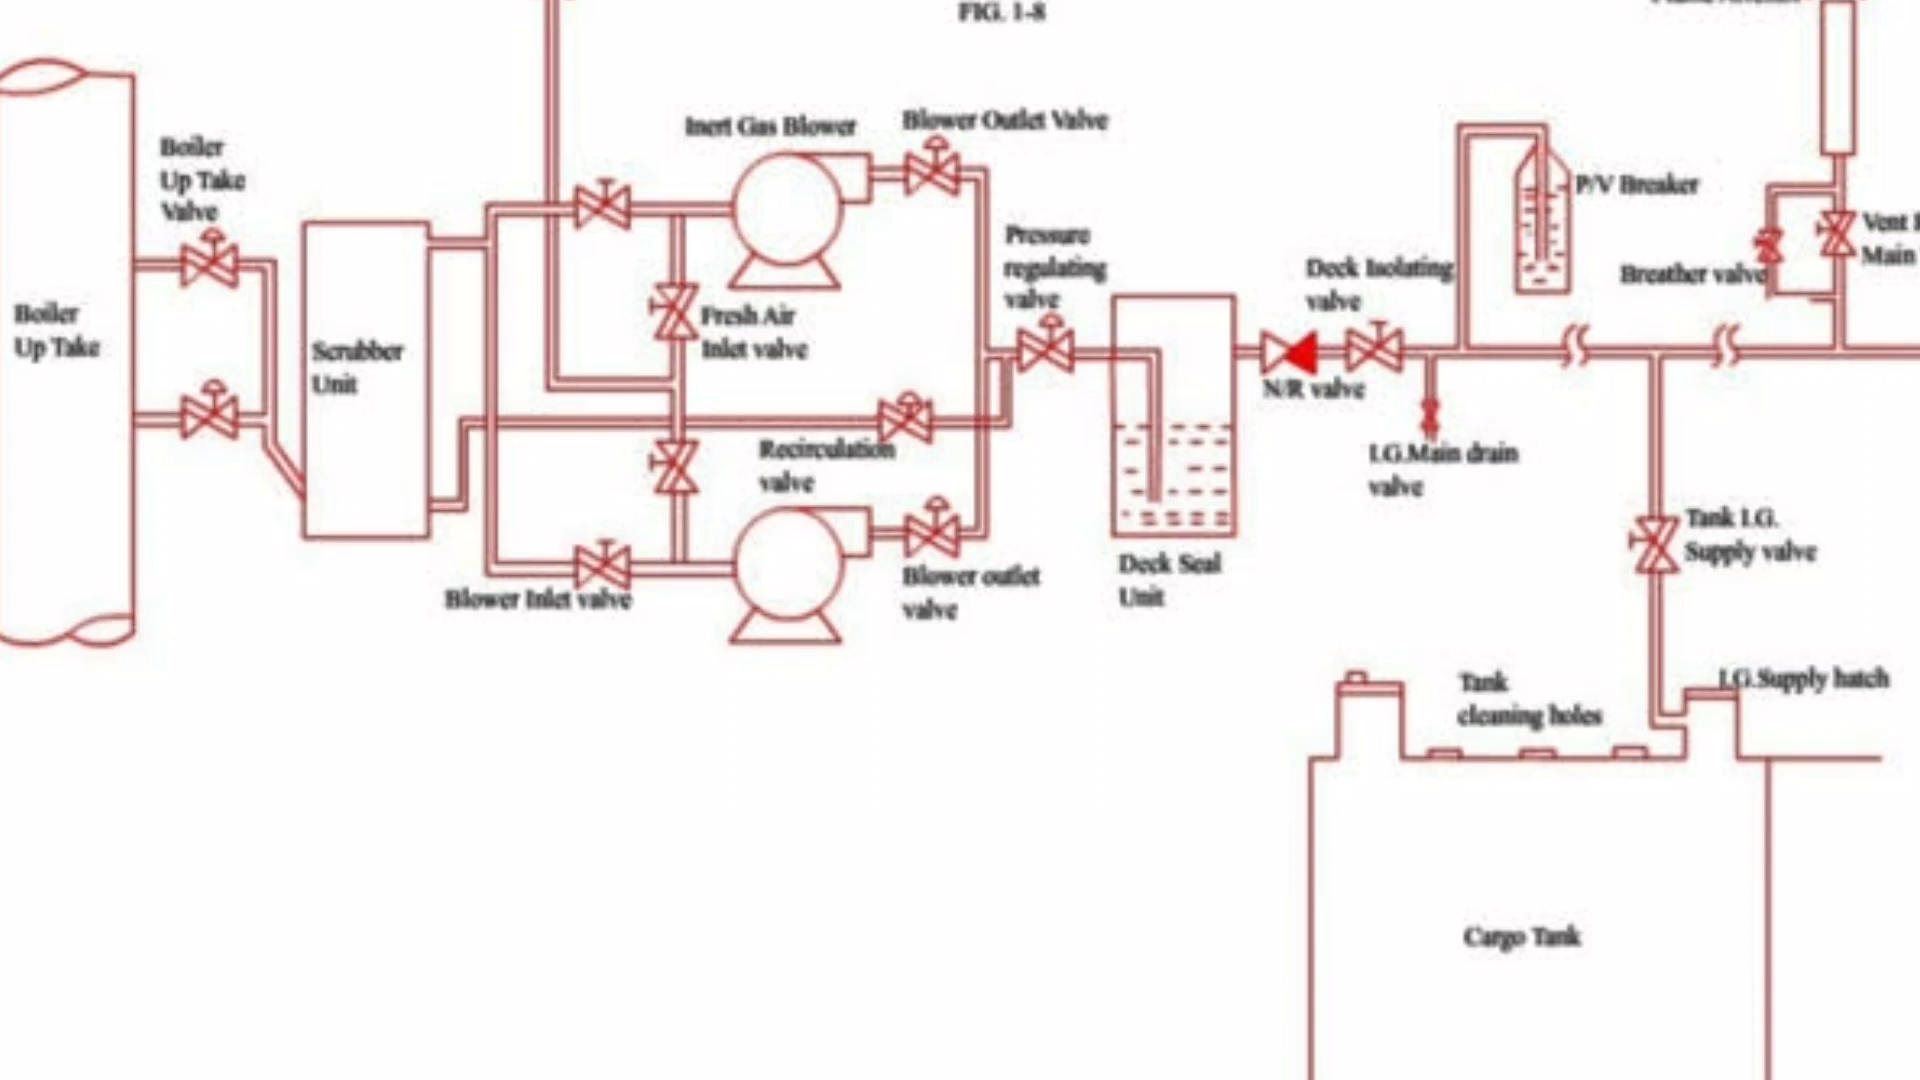 FIG. 1-8
Boiler
Up Take
Valve
Inert Gas Blower
Blower Outlet Valve
P/V Breaker
Vent
Main
Breather valve
Pressure
regulating
valve
Deck Isolating
valve
Boiler
Up Take
Scrubber
Unit
Fresh Air
Inlet valve
N/R valve
Recirculation
valve
I.G.Main drain
valve
Tank I.G.
Supply valve
Blower Inlet valve
Blower outlet
valve
Deck Seal
Unit
Tank
cleaning holes
I.G.Supply hatch
Cargo Tank